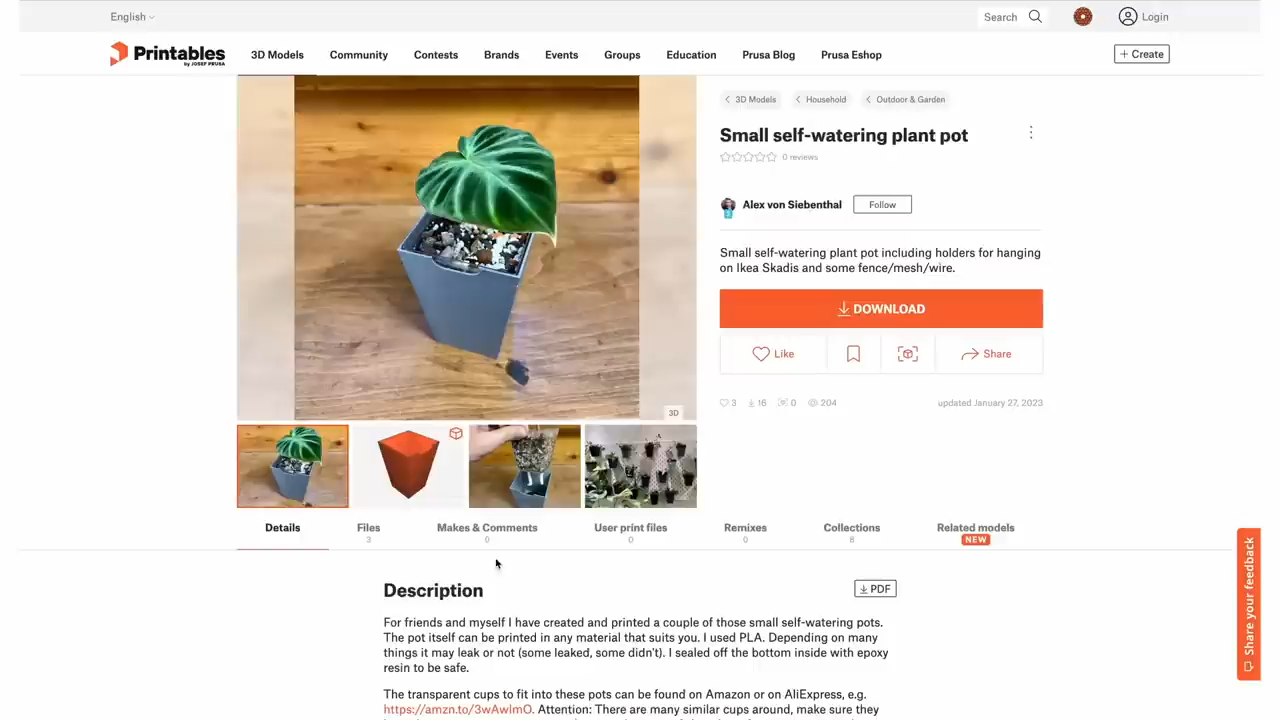 English
Search
Login
Printables
by JOSEF PRUSA
3D Models
Community
Contests
Brands
Events
Groups
Education
Prusa Blog
Prusa Eshop
+ Create
3D Models
Household
Outdoor & Garden
Small self-watering plant pot
0 reviews
Alex von Siebenthal
Follow
Small self-watering plant pot including holders for hanging
on Ikea Skadis and some fence/mesh/wire.
DOWNLOAD
Like
Share
3 16 0 204
updated January 27, 2023
3D
Details
Files
3
Makes & Comments
0
User print files
0
Remixes
0
Collections
8
Related models
NEW
Share your feedback
Description
PDF
For friends and myself I have created and printed a couple of those small self-watering pots.
The pot itself can be printed in any material that suits you. I used PLA. Depending on many
things it may leak or not (some leaked, some didn't). I sealed off the bottom inside with epoxy
resin to be safe.
The transparent cups to fit into these pots can be found on Amazon or on AliExpress, e.g.
https://amzn.to/3wAwlmO. Attention: There are many similar cups around, make sure they